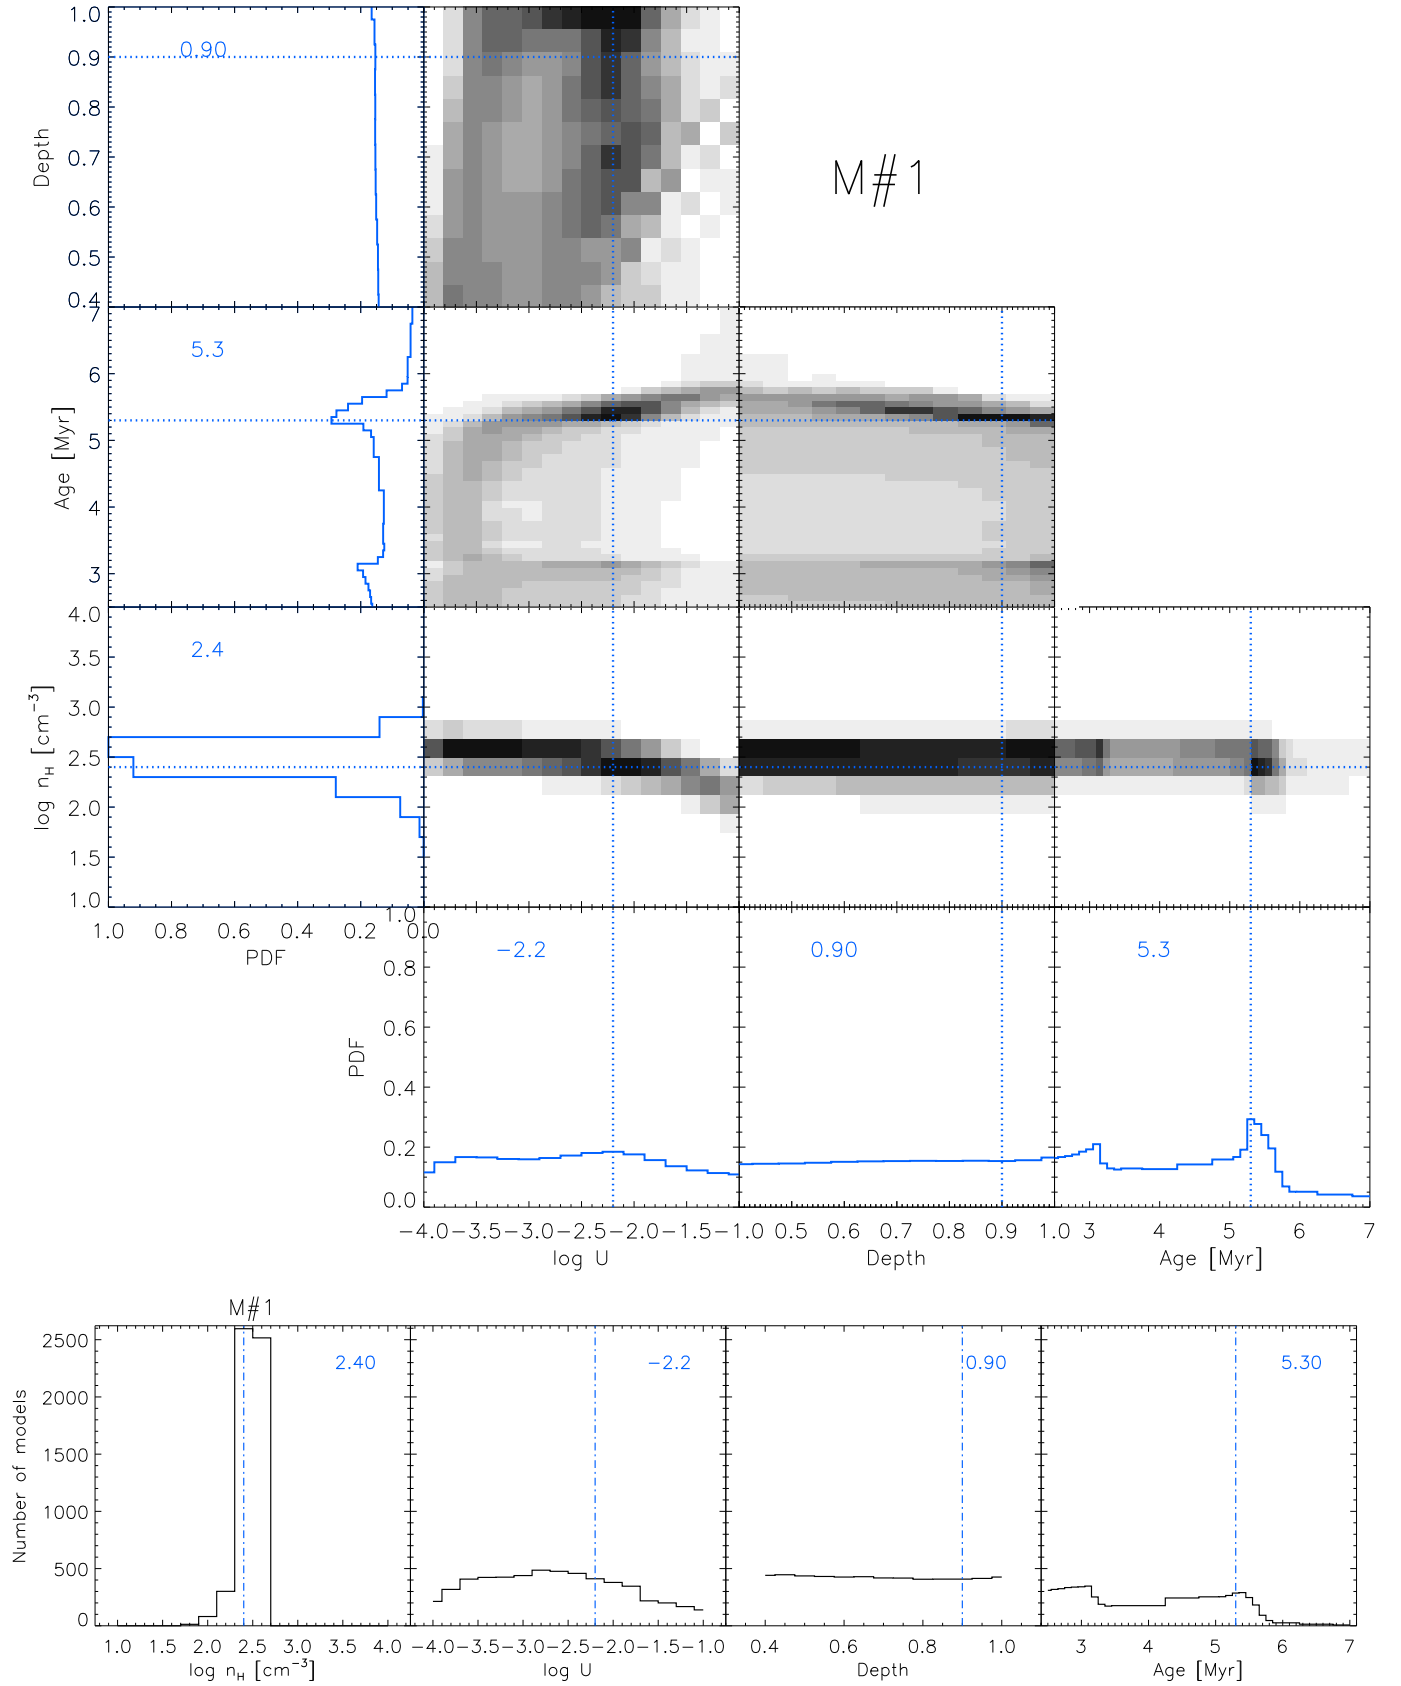 1.0
0.90
0.9
0.8
0.7
0.6
0.5
0.4
Depth
M#1
7
5.3
6
5
4
3
Age [Myr]
4.0
2.4
3.5
3.0
2.5
2.0
1.5
1.0
log nH [cm−3]
1.0 0.8 0.6 0.4 0.2 0.0
PDF
1.0
−2.2 0.90 5.3
0.8
0.6
0.4
0.2
0.0
PDF
−4.0−3.5−3.0−2.5−2.0−1.5−1.0 0.5 0.6 0.7 0.8 0.9 1.0 3 4 5 6 7
log U Depth Age [Myr]
M#1
2500
2.40 −2.2 0.90 5.30
2000
1500
1000
500
0
Number of models
1.0 1.5 2.0 2.5 3.0 3.5 4.0 −4.0−3.5−3.0−2.5−2.0−1.5−1.0 0.4 0.6 0.8 1.0 3 4 5 6 7
log nH [cm−3] log U Depth Age [Myr]